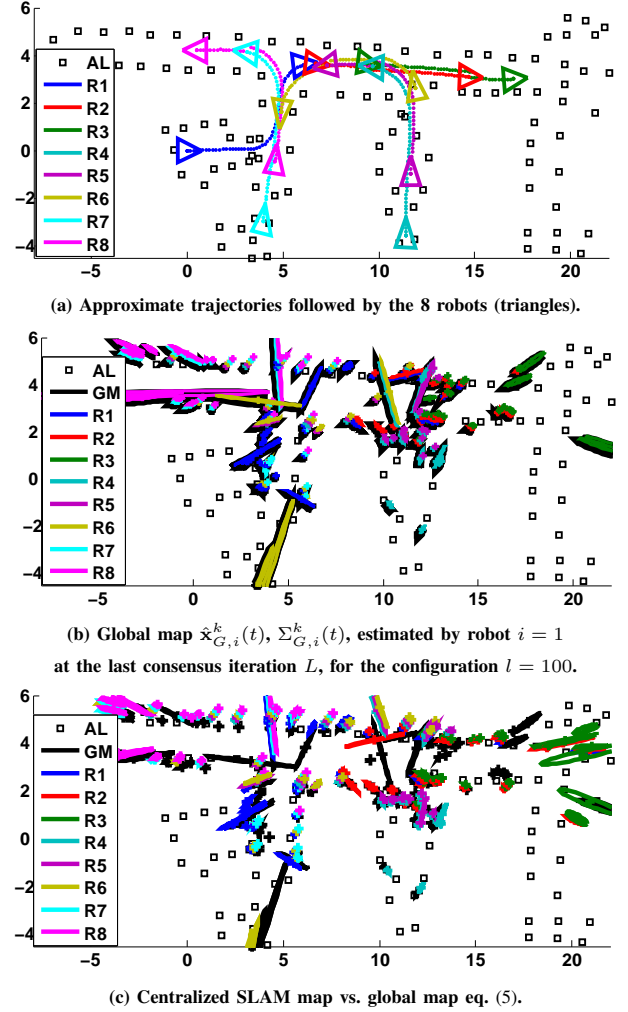 6
4
2
0
−2
−4
AL
R1
R2
R3
R4
R5
R6
R7
R8
−5 0 5 10 15 20
(a) Approximate trajectories followed by the 8 robots (triangles).
6
4
2
0
−2
−4
AL
GM
R1
R2
R3
R4
R5
R6
R7
R8
−5 0 5 10 15 20
(b) Global map x̂ᵏG,i(t), ΣᵏG,i(t), estimated by robot i = 1
at the last consensus iteration L, for the configuration l = 100.
6
4
2
0
−2
−4
AL
GM
R1
R2
R3
R4
R5
R6
R7
R8
−5 0 5 10 15 20
(c) Centralized SLAM map vs. global map eq. (5).